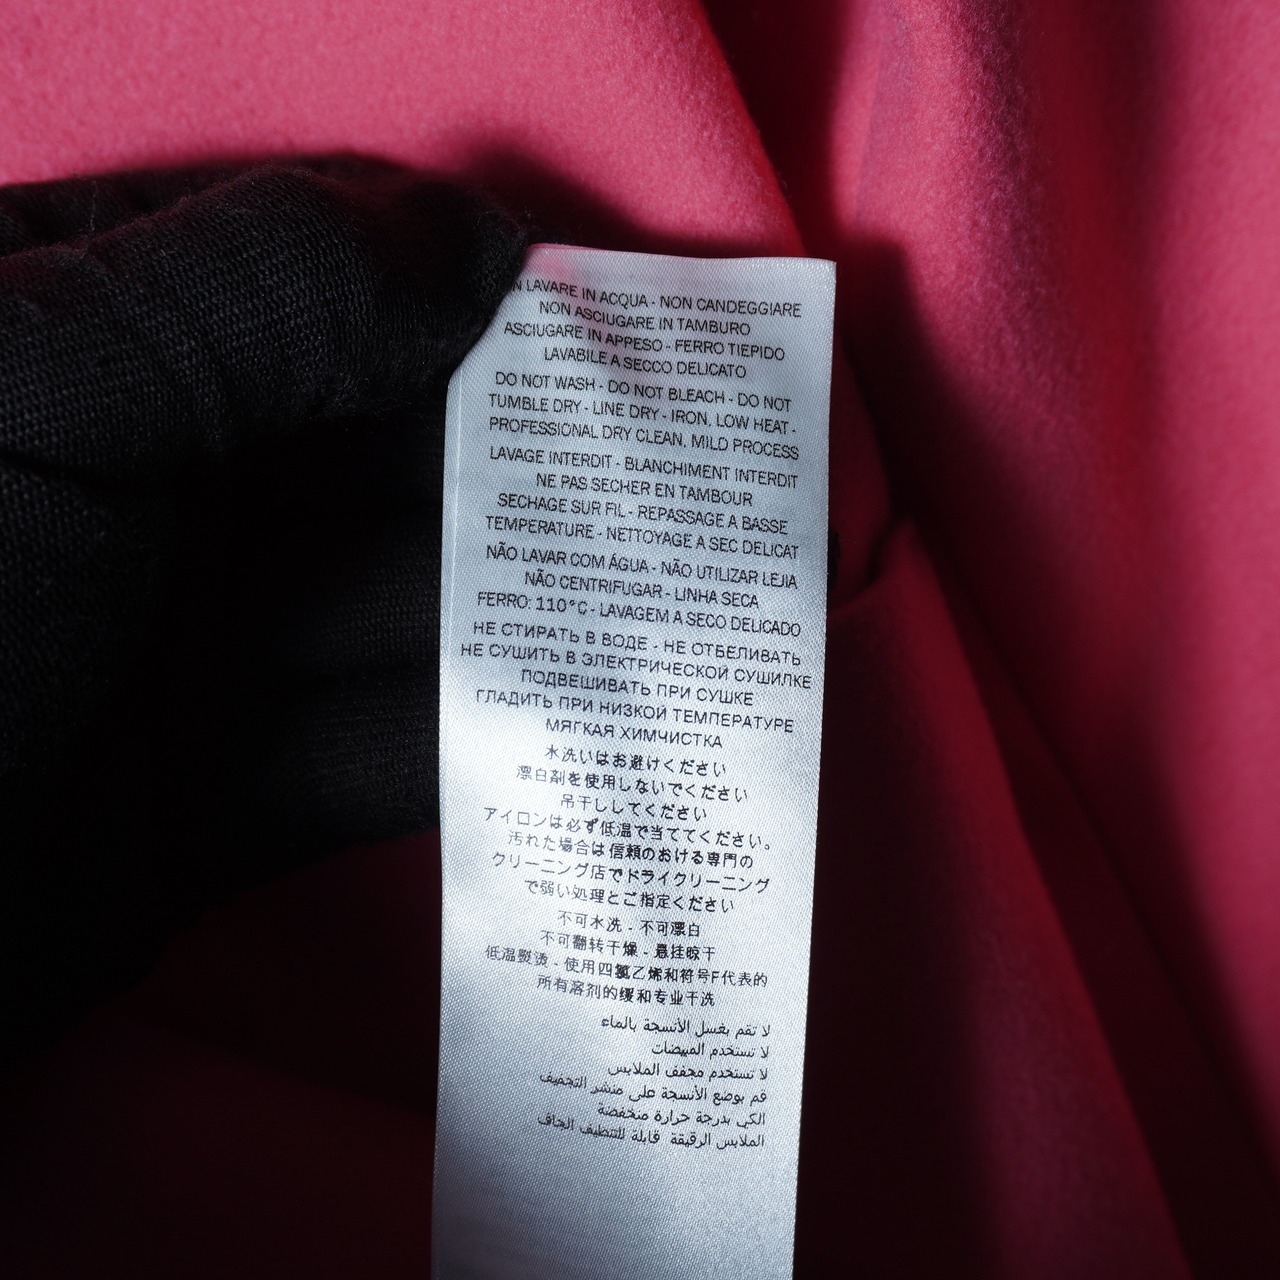 LAVARE IN ACQUA - NON CANDEGGIARE
NON ASCIUGARE IN TAMBURO
ASCIUGARE IN APPESO - FERRO TIEPIDO
LAVABILE A SECCO DELICATO
DO NOT WASH - DO NOT BLEACH - DO NOT
TUMBLE DRY - LINE DRY - IRON, LOW HEAT -
PROFESSIONAL DRY CLEAN, MILD PROCESS
LAVAGE INTERDIT - BLANCHIMENT INTERDIT
NE PAS SECHER EN TAMBOUR
SECHAGE SUR FIL - REPASSAGE A BASSE
TEMPERATURE - NETTOYAGE A SEC DELICAT
NÃO LAVAR COM ÁGUA - NÃO UTILIZAR LEJIA
NÃO CENTRIFUGAR - LINHA SECA
FERRO: 110°C - LAVAGEM A SECO DELICADO
НЕ СТИРАТЬ В ВОДЕ - НЕ ОТБЕЛИВАТЬ
НЕ СУШИТЬ В ЭЛЕКТРИЧЕСКОЙ СУШИЛКЕ
ПОДВЕШИВАТЬ ПРИ СУШКЕ
ГЛАДИТЬ ПРИ НИЗКОЙ ТЕМПЕРАТУРЕ
МЯГКАЯ ХИМЧИСТКА
水洗いはお避けください
漂白剤を使用しないでください
吊干ししてください
アイロンは必ず低温で当ててください。
汚れた場合は信頼のおける専門の
クリーニング店でドライクリーニング
で弱い処理とご指定ください
不可水洗 - 不可漂白
不可翻转干燥 - 悬挂晾干
低温熨烫 - 使用四氯乙烯和符号F代表的
所有溶剂的缓和专业干洗
لا تقم بغسل الأنسجة بالماء
لا تستخدم المبيضات
لا تستخدم مجفف الملابس
قم بوضع الأنسجة على منشر التجفيف
الكي بدرجة حرارة منخفضة
الملابس الرقيقة قابلة للتنظيف الجاف